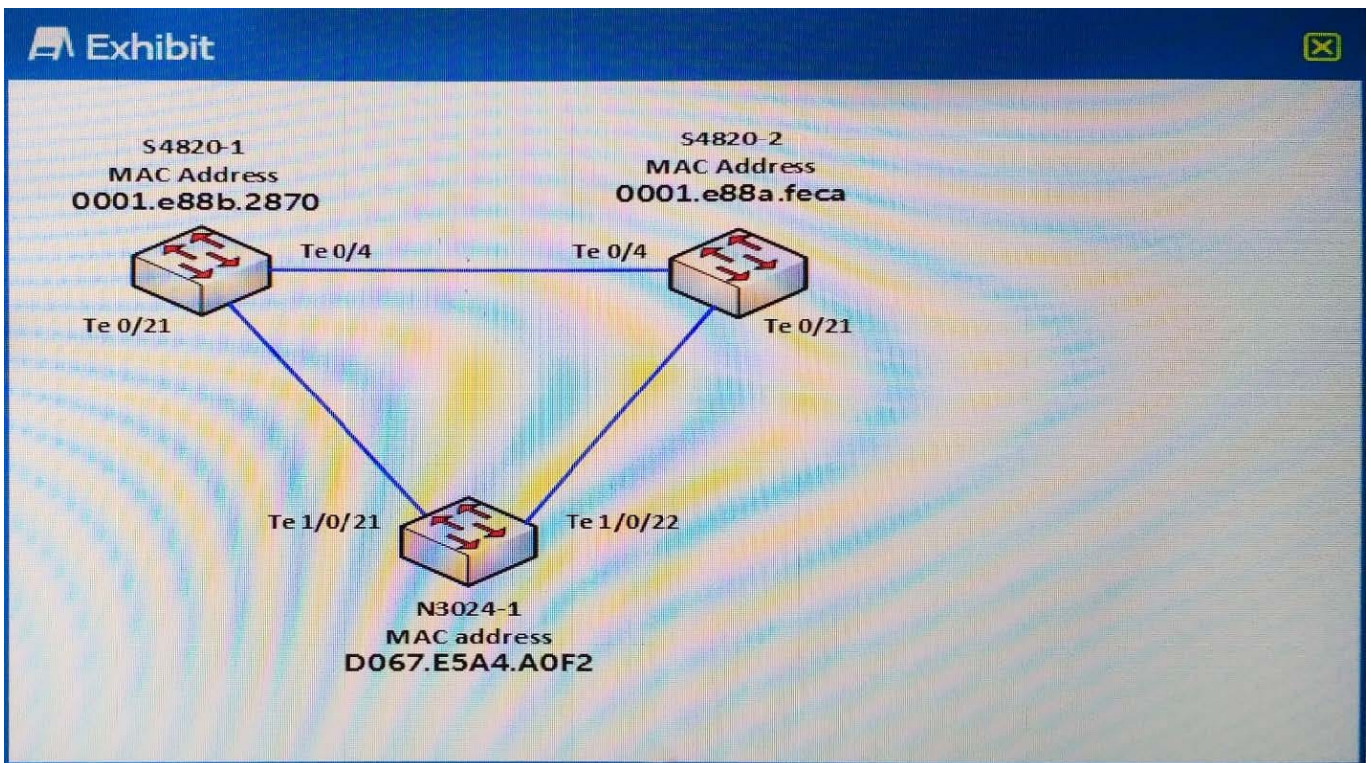 Exhibit
S4820-1
MAC Address
0001.e88b.2870
S4820-2
MAC Address
0001.e88a.feca
Te 0/4
Te 0/4
Te 0/21
Te 0/21
Te 1/0/21
Te 1/0/22
N3024-1
MAC address
D067.E5A4.A0F2